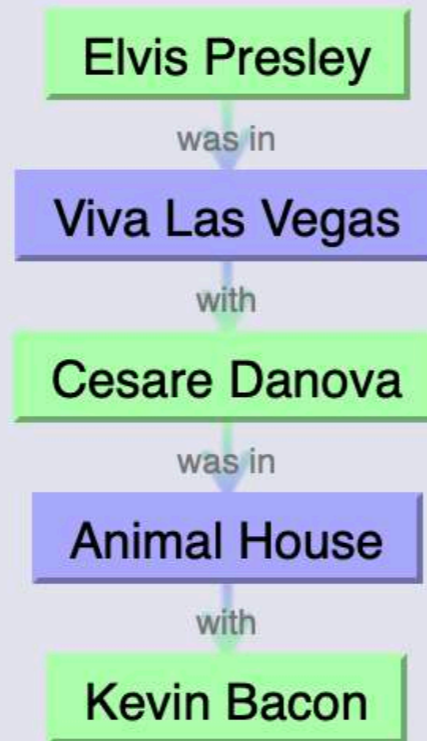 Elvis Presley
was in
Viva Las Vegas
with
Cesare Danova
was in
Animal House
with
Kevin Bacon